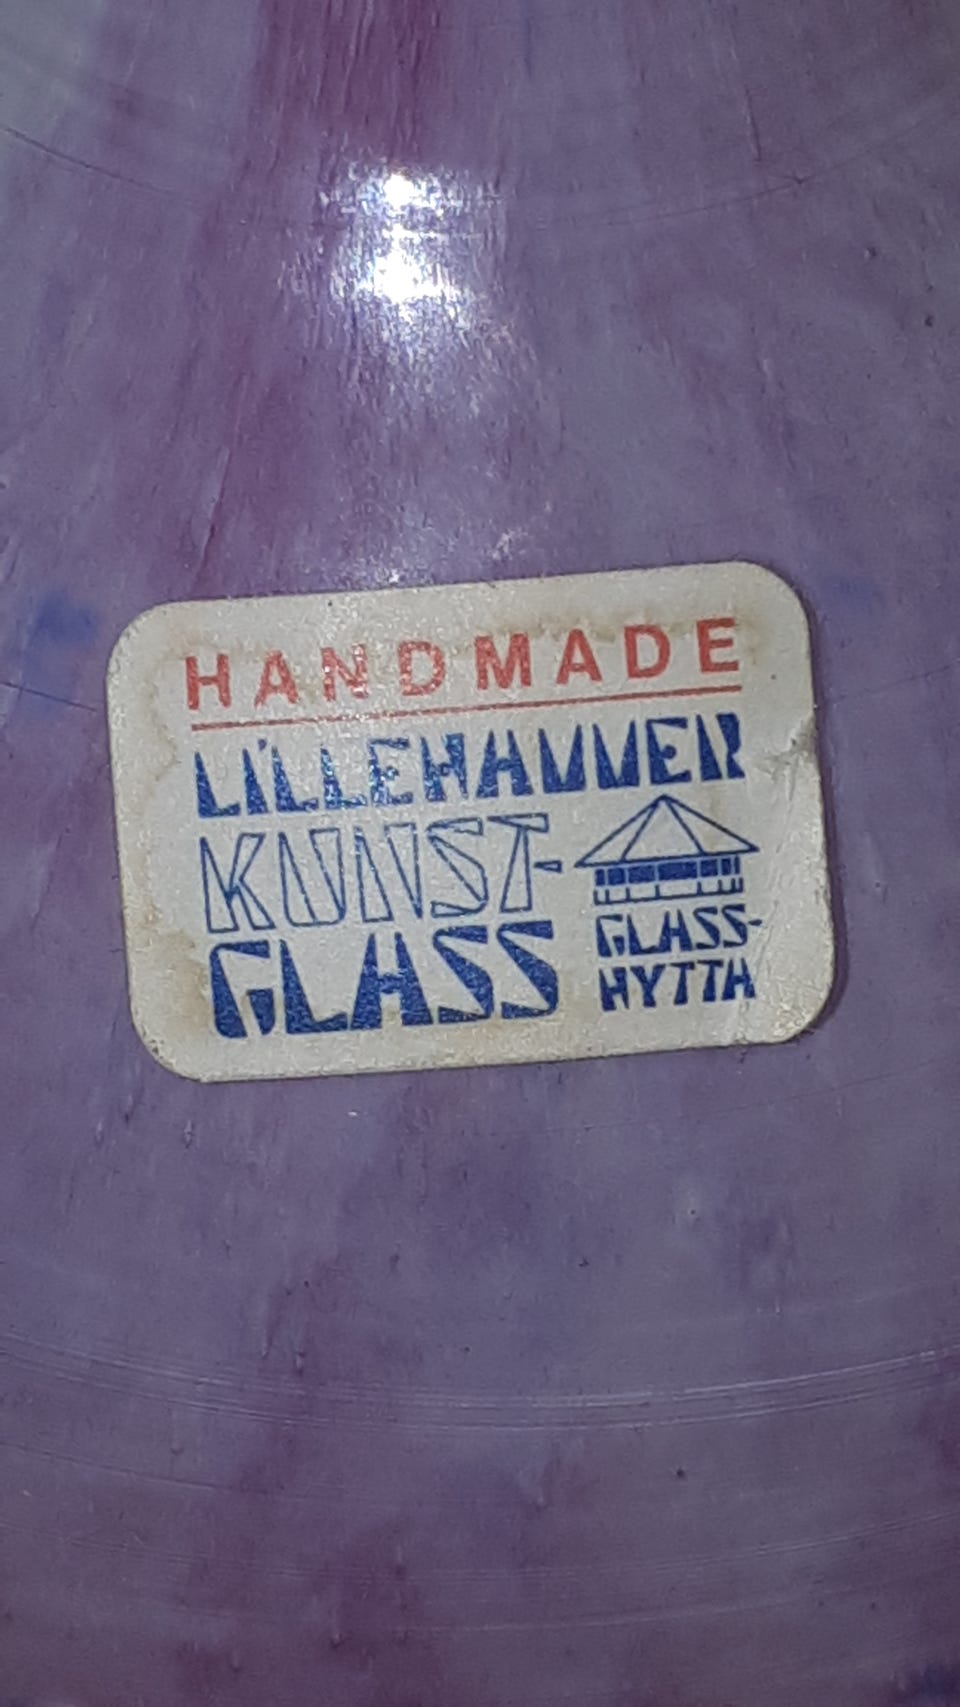 HANDMADE
LILLEHAMMER
KUNST-
GLASS
GLASS-
HYTTA